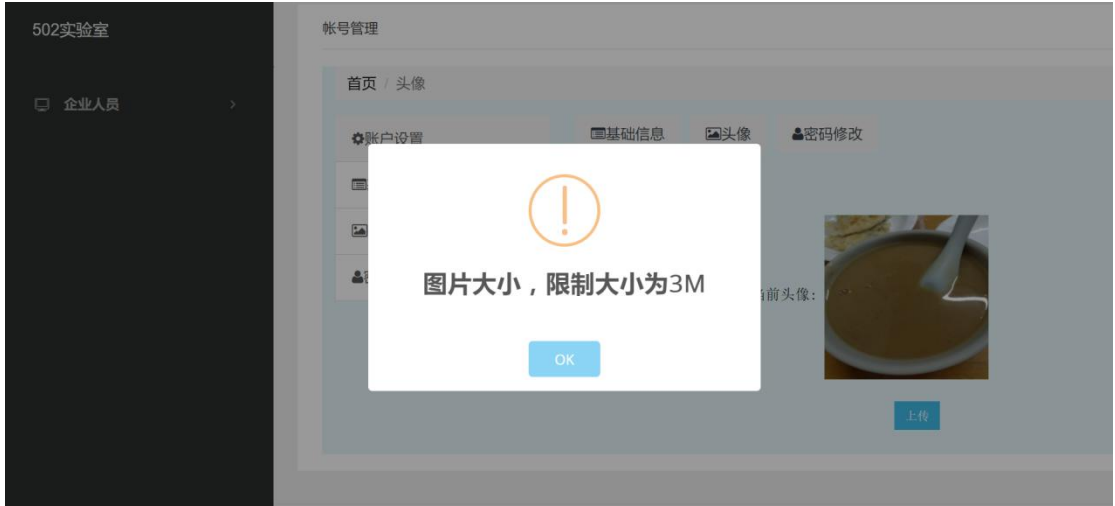 502实验室
帐号管理
首页 / 头像
企业人员
账户设置
基础信息 头像 密码修改
图片大小，限制大小为3M
前头像:
OK
上传